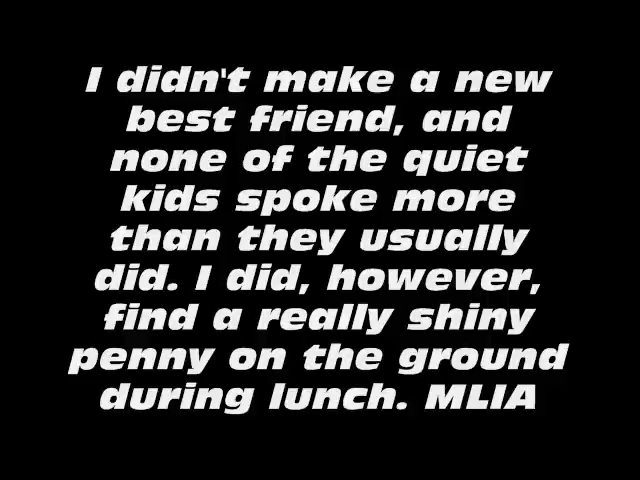 I didn't make a new
best friend, and
none of the quiet
kids spoke more
than they usually
did. I did, however,
find a really shiny
penny on the ground
during lunch. MLIA